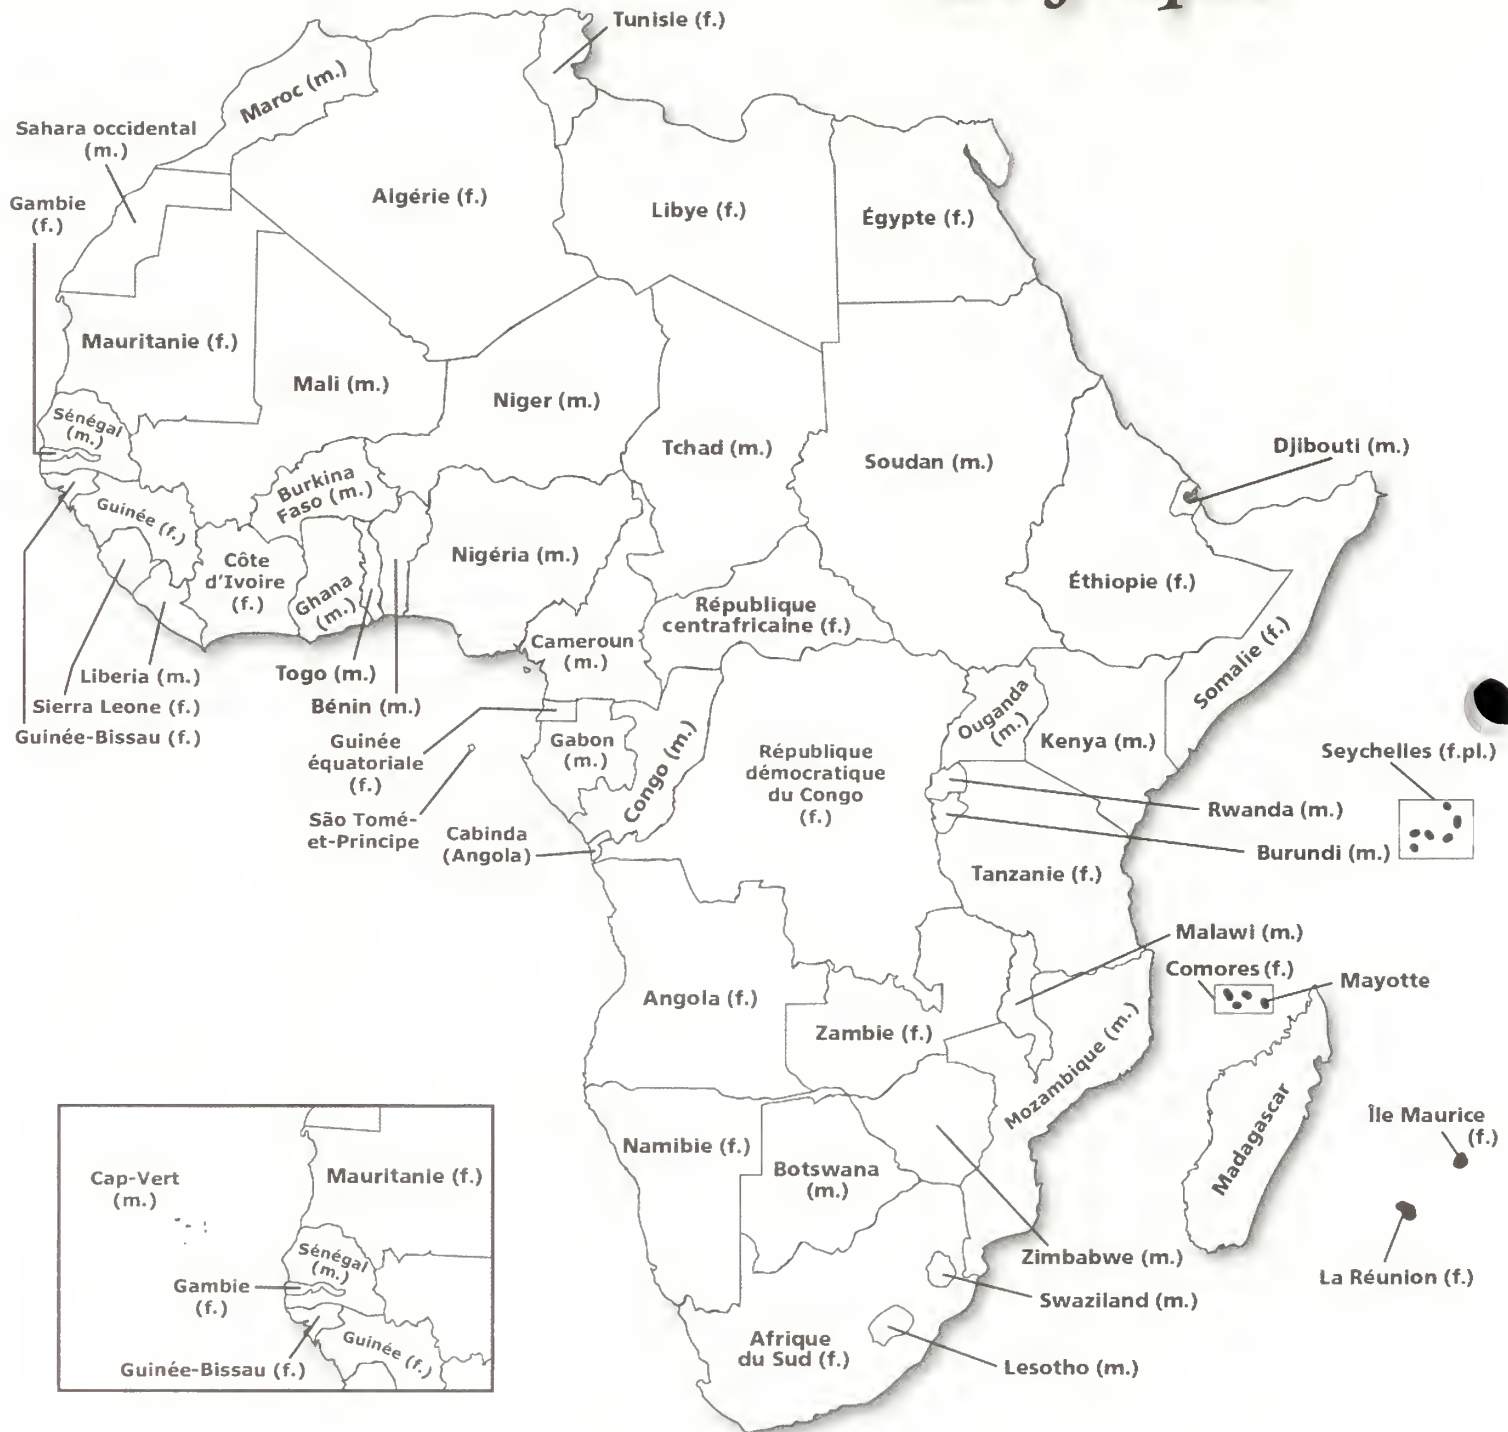 Tunisie (f.)
Maroc (m.)
Sahara occidental
(m.)
Gambie
(f.)
Algérie (f.)
Libye (f.)
Égypte (f.)
Mauritanie (f.)
Mali (m.)
Niger (m.)
Tchad (m.)
Soudan (m.)
Djibouti (m.)
Sénégal
(m.)
Burkina
Faso (m.)
Guinée (f.)
Côte
d'Ivoire
(f.)
Ghana
(m.)
Nigéria (m.)
Éthiopie (f.)
République
centrafricaine (f.)
Cameroun
(m.)
Somalie (f.)
Liberia (m.)
Sierra Leone (f.)
Guinée-Bissau (f.)
Togo (m.)
Bénin (m.)
Guinée
équatoriale
(f.)
São Tomé-
et-Principe
Gabon
(m.)
Congo (m.)
Cabinda
(Angola)
République
démocratique
du Congo
(f.)
Ouganda
(m.)
Kenya (m.)
Seychelles (f.pl.)
Rwanda (m.)
Burundi (m.)
Tanzanie (f.)
Malawi (m.)
Comores (f.)
Mayotte
Angola (f.)
Zambie (f.)
Mozambique (m.)
Madagascar
Île Maurice
(f.)
La Réunion (f.)
Namibie (f.)
Botswana
(m.)
Zimbabwe (m.)
Swaziland (m.)
Lesotho (m.)
Afrique
du Sud (f.)
Cap-Vert
(m.)
Mauritanie (f.)
Sénégal
(m.)
Gambie
(f.)
Guinée (f.)
Guinée-Bissau (f.)